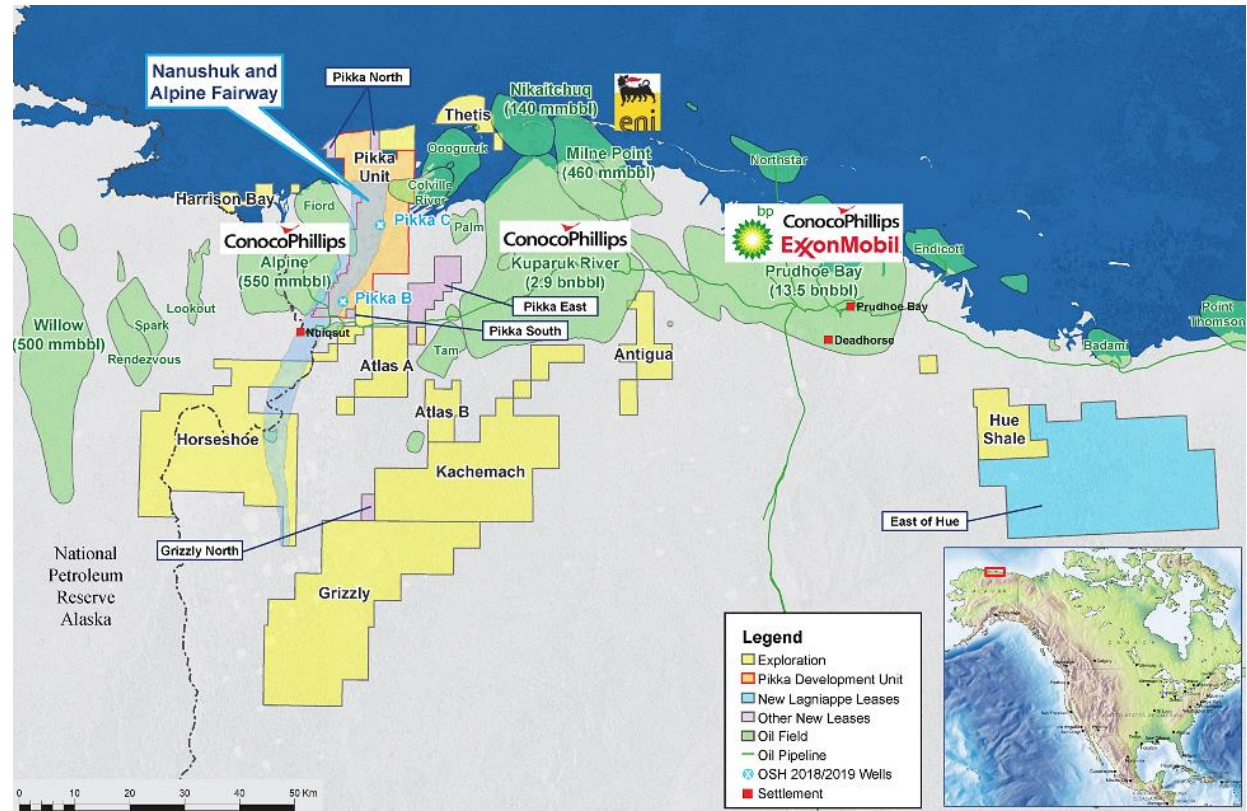 Nanushuk and
Alpine Fairway
Pikka North
Nikaitchuq
(140 mmbbl)
eni
Thetis
Pikka
Unit
Oooguruk
Milne Point
(460 mmbbl)
Northstar
Harrison Bay
Fiord
Colville
River
Pikka C
Palm
ConocoPhillips
Alpine
(550 mmbbl)
ConocoPhillips
Kuparuk River
(2.9 bnbbl)
bp
ConocoPhillips
ExxonMobil
Prudhoe Bay
(13.5 bnbbl)
Endicott
Lookout
Pikka B
Pikka East
Prudhoe Bay
Point
Thomson
Willow
(500 mmbbl)
Spark
Nuiqsut
Pikka South
Deadhorse
Badami
Rendezvous
Tam
Antigua
Atlas A
Atlas B
Hue
Shale
Horseshoe
Kachemach
East of Hue
Grizzly North
National
Petroleum
Reserve
Alaska
Grizzly
Legend
Exploration
Pikka Development Unit
New Lagniappe Leases
Other New Leases
Oil Field
Oil Pipeline
OSH 2018/2019 Wells
Settlement
0 10 20 30 40 50 Km